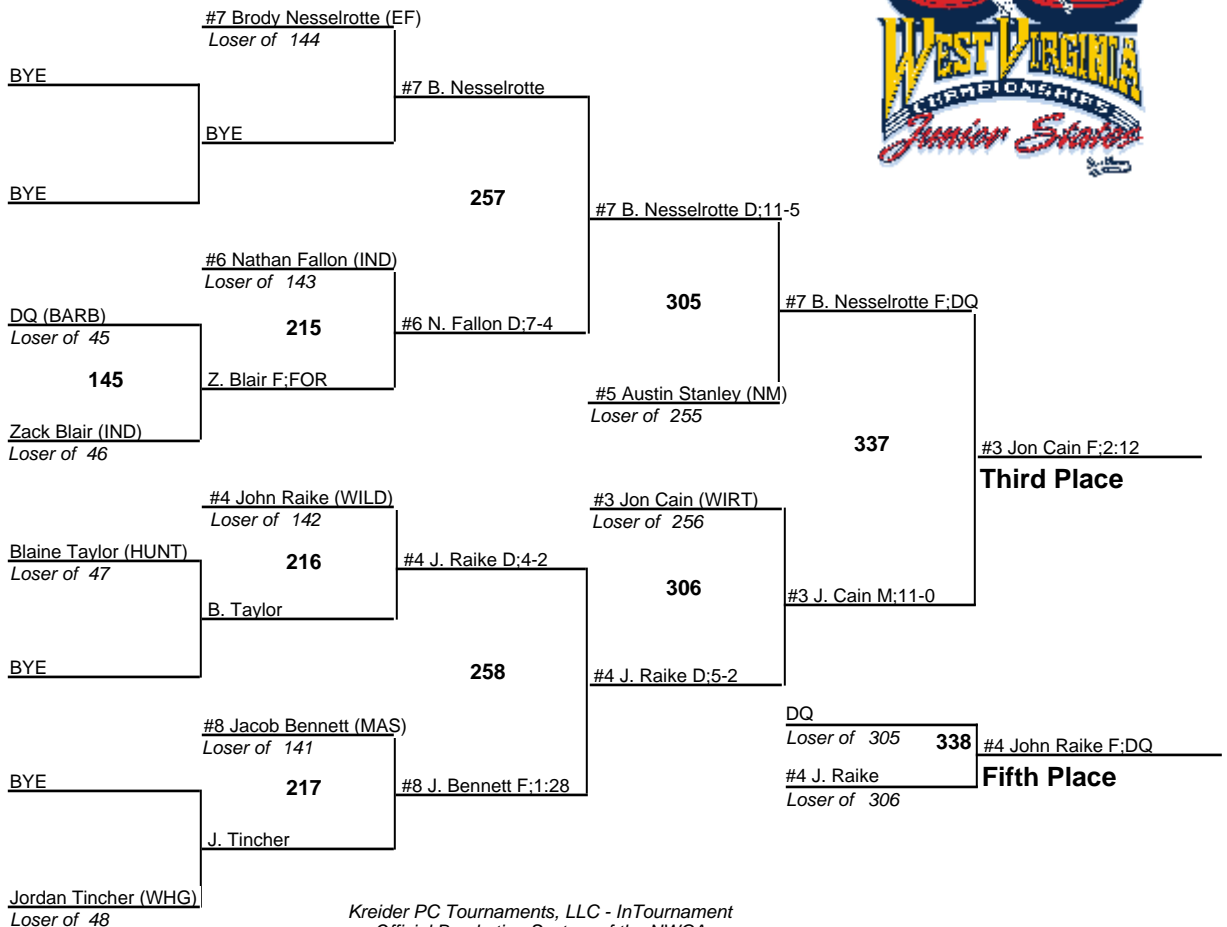 #7 Brody Nesselrotte (EF)
Loser of 144
BYE
#7 B. Nesselrotte
BYE
BYE
257
#7 B. Nesselrotte D;11-5
#6 Nathan Fallon (IND)
Loser of 143
DQ (BARB)
Loser of 45
215
#6 N. Fallon D;7-4
305
#7 B. Nesselrotte F;DQ
145
Z. Blair F;FOR
#5 Austin Stanley (NM)
Loser of 255
Zack Blair (IND)
Loser of 46
337
#3 Jon Cain F;2:12
Third Place
#4 John Raike (WILD)
Loser of 142
#3 Jon Cain (WIRT)
Loser of 256
Blaine Taylor (HUNT)
Loser of 47
216
#4 J. Raike D;4-2
306
B. Taylor
#3 J. Cain M;11-0
BYE
258
#4 J. Raike D;5-2
#8 Jacob Bennett (MAS)
Loser of 141
DQ
Loser of 305
338
#4 John Raike F;DQ
Fifth Place
BYE
217
#8 J. Bennett F;1:28
#4 J. Raike
Loser of 306
J. Tincher
Jordan Tincher (WHG)
Loser of 48
Kreider PC Tournaments, LLC - InTournament
WEST VIRGINIA
CHAMPIONSHIPS
Junior States